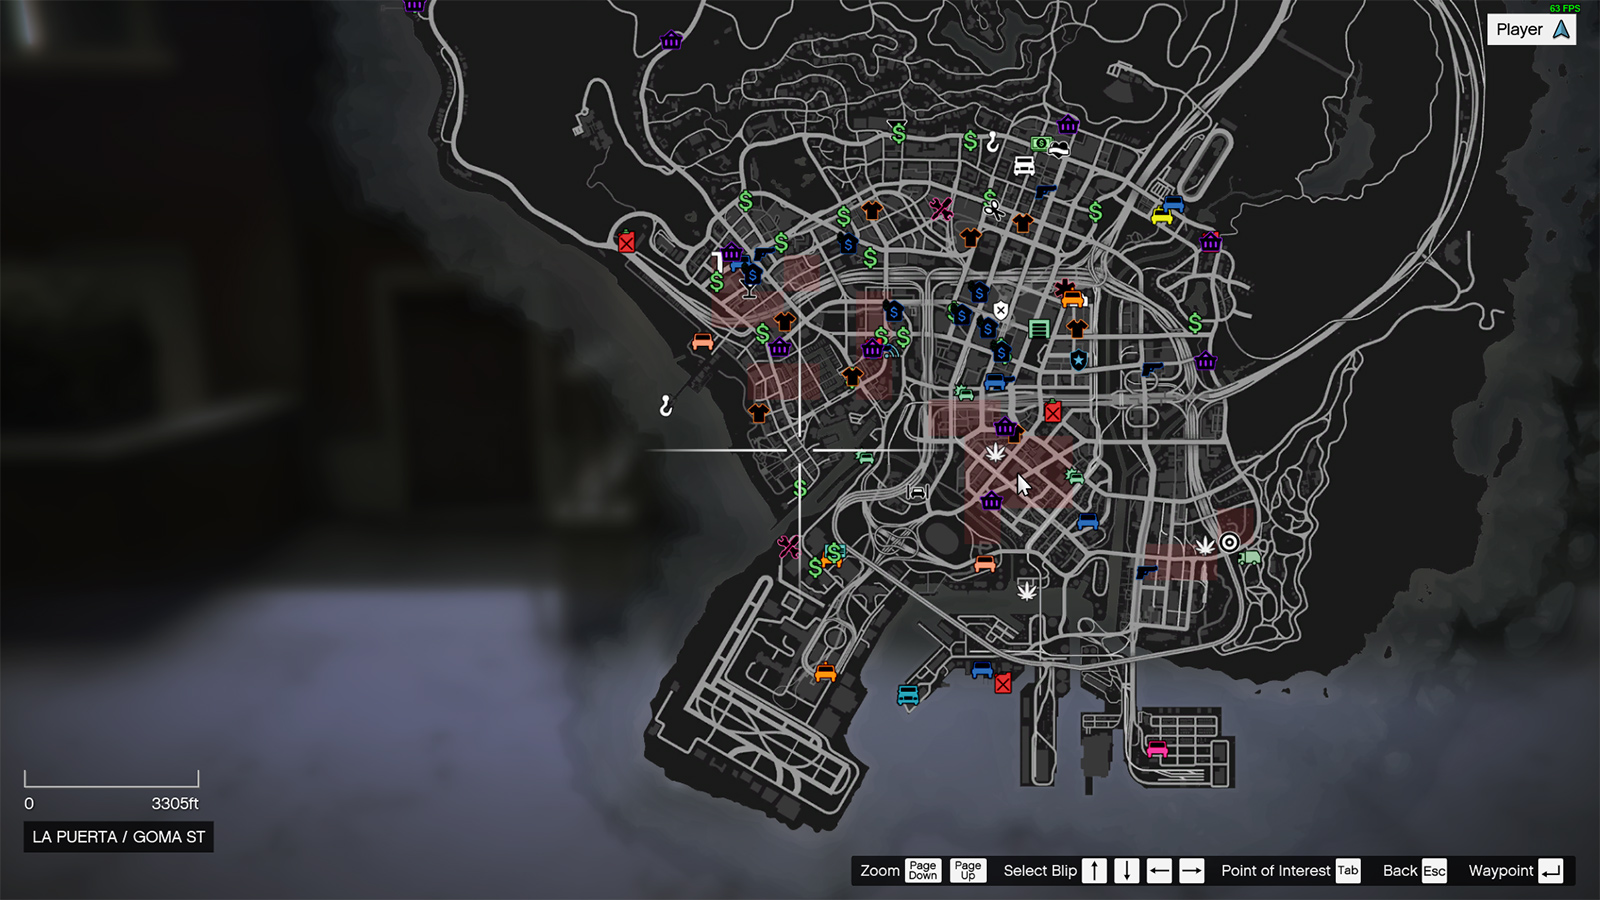 63 FPS
Player
0 3305ft
LA PUERTA / GOMA ST
Zoom Page Down Page Up Select Blip ↑ ↓ ← → Point of Interest Tab Back Esc Waypoint